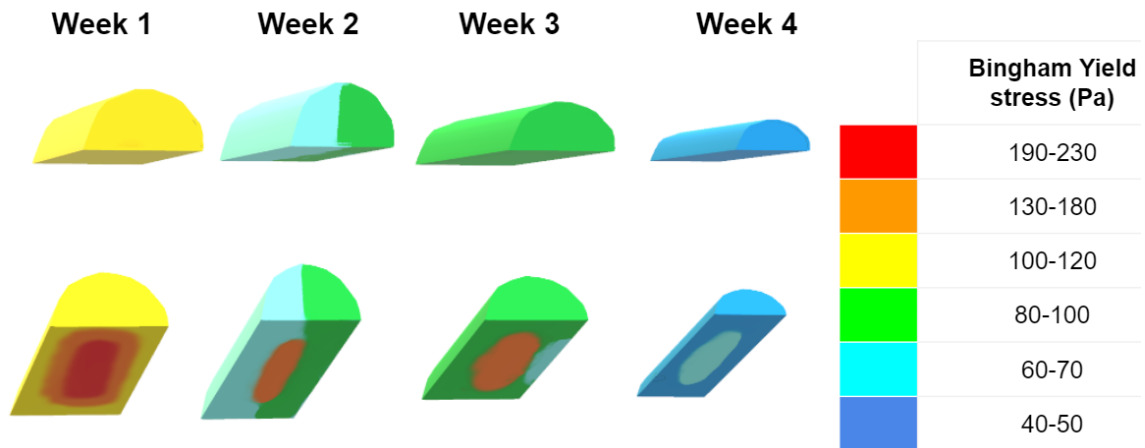 Week 1
Week 2
Week 3
Week 4
Bingham Yield
stress (Pa)
190-230
130-180
100-120
80-100
60-70
40-50